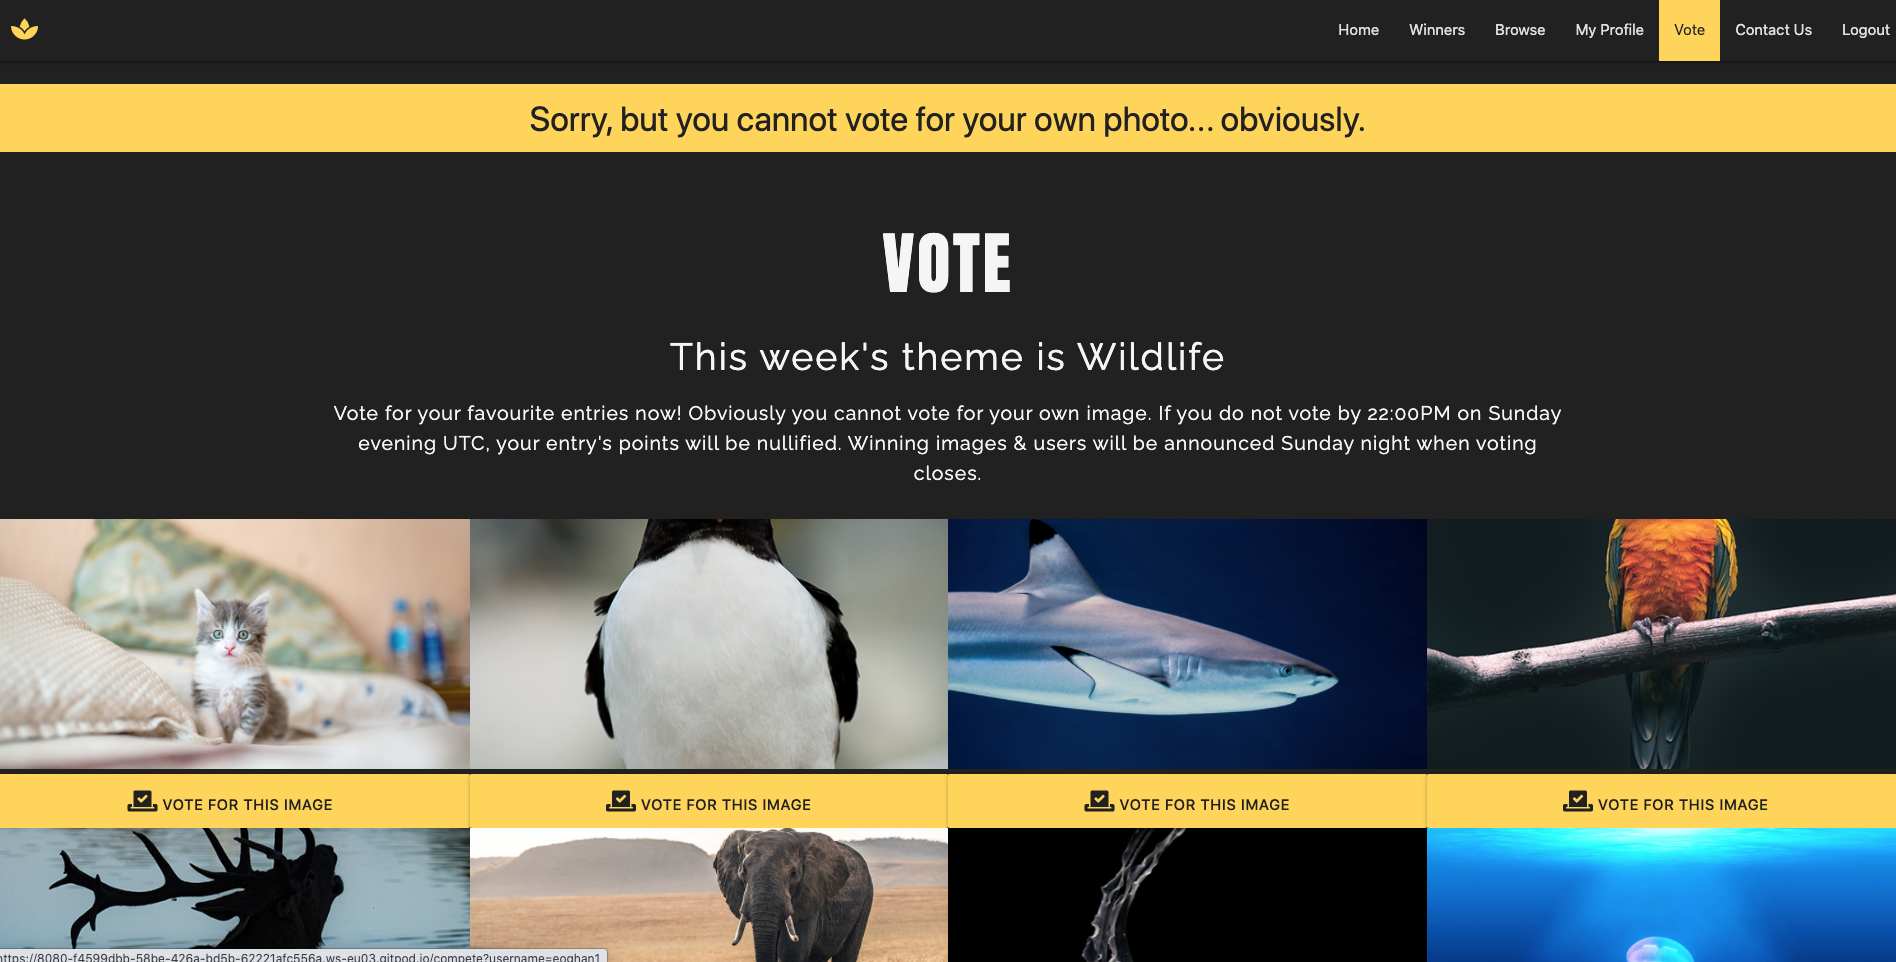 Home Winners Browse My Profile Vote Contact Us Logout
Sorry, but you cannot vote for your own photo... obviously.
VOTE
This week's theme is Wildlife
Vote for your favourite entries now! Obviously you cannot vote for your own image. If you do not vote by 22:00PM on Sunday
evening UTC, your entry's points will be nullified. Winning images & users will be announced Sunday night when voting
closes.
VOTE FOR THIS IMAGE VOTE FOR THIS IMAGE VOTE FOR THIS IMAGE VOTE FOR THIS IMAGE
https://8080-f4599dbb-58be-426a-bd5b-62221afc556a.ws-eu03.gitpod.io/compete?username=eoghan1